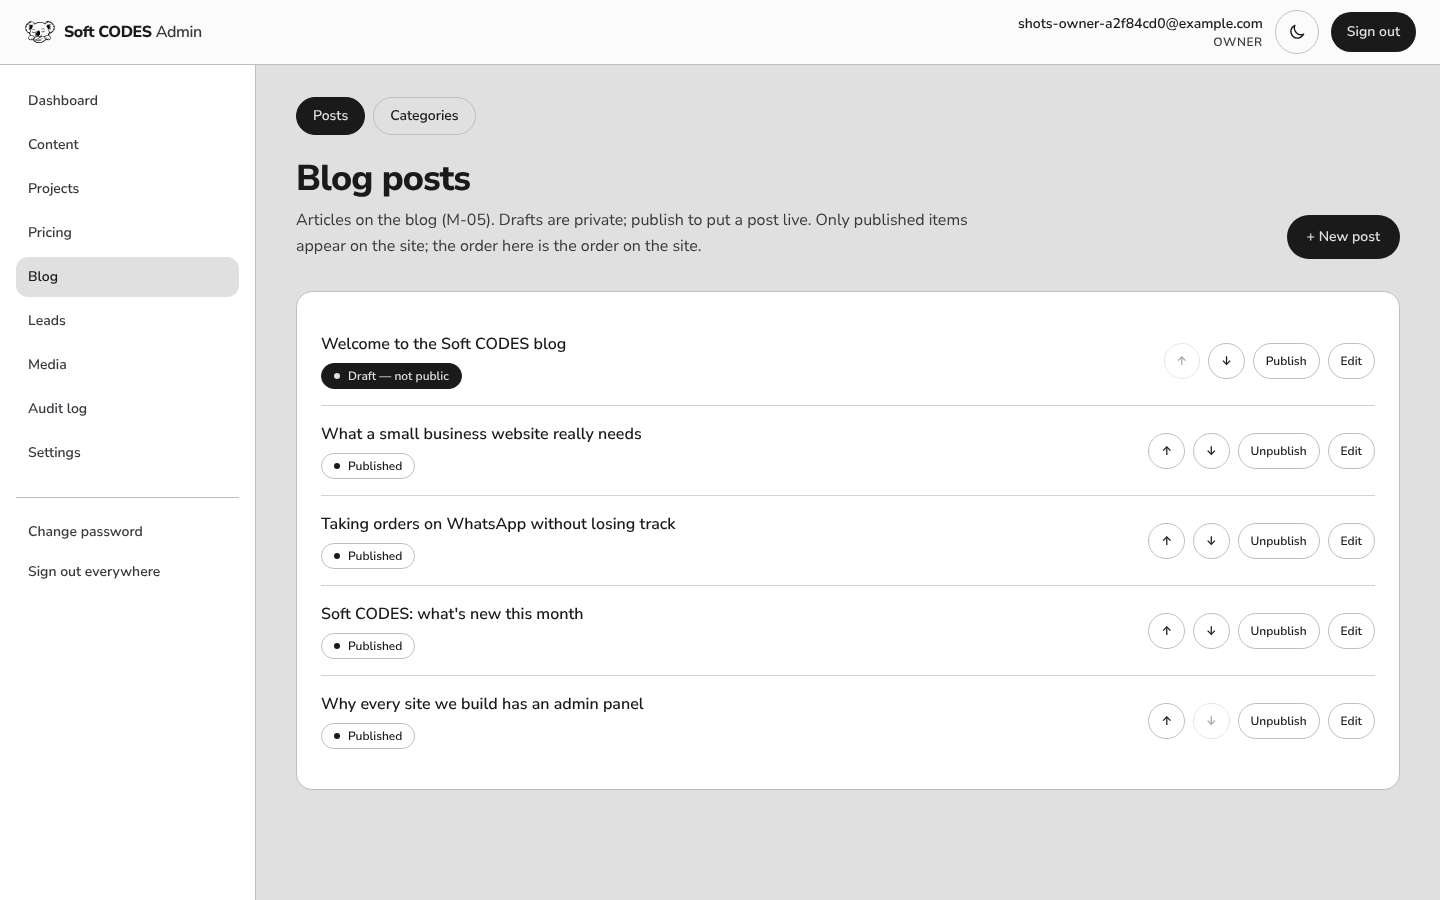 Soft CODES Admin
shots-owner-a2f84cd0@example.com
OWNER
Sign out
Dashboard
Content
Projects
Pricing
Blog
Leads
Media
Audit log
Settings
Change password
Sign out everywhere
Posts
Categories
Blog posts
Articles on the blog (M-05). Drafts are private; publish to put a post live. Only published items
appear on the site; the order here is the order on the site.
+ New post
Welcome to the Soft CODES blog
Draft — not public
↑ ↓ Publish Edit
What a small business website really needs
Published
↑ ↓ Unpublish Edit
Taking orders on WhatsApp without losing track
Published
↑ ↓ Unpublish Edit
Soft CODES: what's new this month
Published
↑ ↓ Unpublish Edit
Why every site we build has an admin panel
Published
↑ ↓ Unpublish Edit